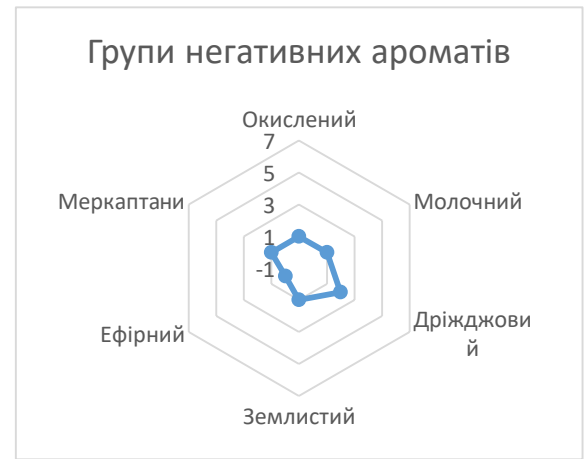 Групи негативних ароматів
Окислений
7
5
3
1
-1
Меркаптани
Молочний
Ефірний
Дріжджови
й
Землистий